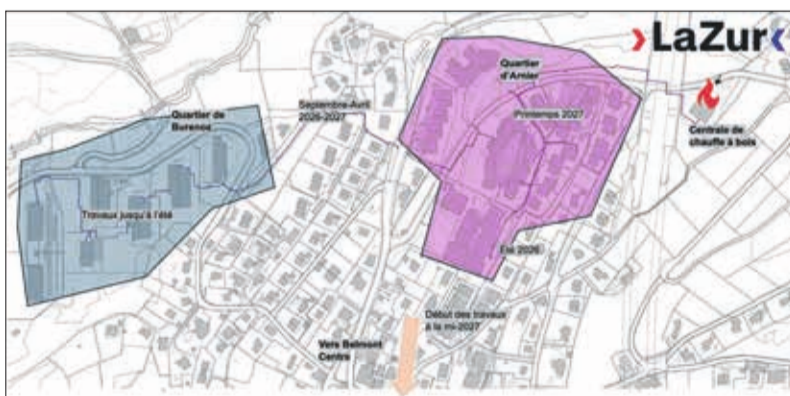 LaZur
Quartier
d'Arnier
Septembre-Avril
2026-2027
Quartier de
Burenoz
Printemps 2027
Centrale de
chauffe à bois
Travaux jusqu'à l'été
Eté 2026
Début des travaux
à la mi-2027
Vers Belmont
Centre